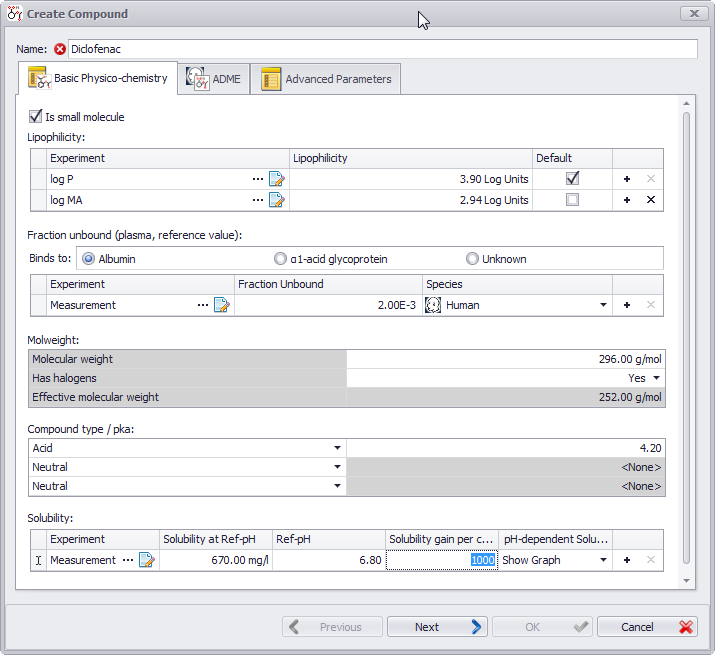 Create Compound
Name: Diclofenac
Basic Physico-chemistry ADME Advanced Parameters
Is small molecule
Lipophilicity:
Experiment Lipophilicity Default
log P ... 3.90 Log Units
log MA ... 2.94 Log Units
Fraction unbound (plasma, reference value):
Binds to: Albumin α1-acid glycoprotein Unknown
Experiment Fraction Unbound Species
Measurement ... 2.00E-3 Human
Molweight:
Molecular weight 296.00 g/mol
Has halogens Yes
Effective molecular weight 252.00 g/mol
Compound type / pka:
Acid 4.20
Neutral <None>
Neutral <None>
Solubility:
Experiment Solubility at Ref-pH Ref-pH Solubility gain per c... pH-dependent Solu...
Measurement ... 670.00 mg/l 6.80 1000 Show Graph
Previous Next OK Cancel